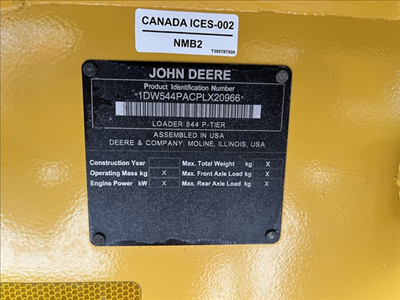 CANADA ICES-002
NMB2
T395787X00
JOHN DEERE
Product Identification Number
*1DW544PACPLX20966*
LOADER 544 P-TIER
ASSEMBLED IN USA
DEERE & COMPANY, MOLINE, ILLINOIS, USA
Construction Year Max. Total Weight kg X
Operating Mass kg X Max. Front Axle Load kg X
Engine Power kW X Max. Rear Axle Load kg X